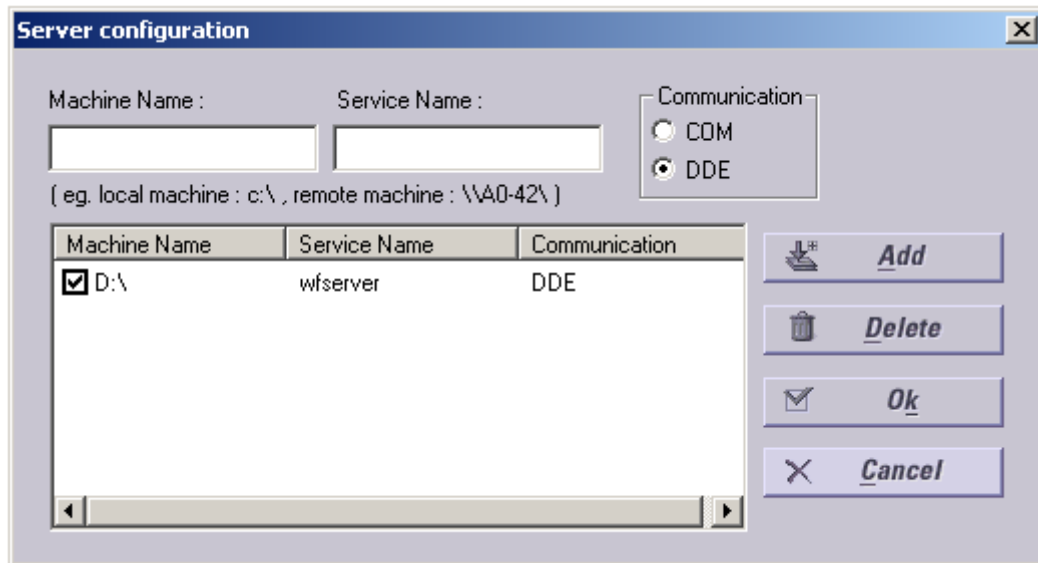 Server configuration
Machine Name :
Service Name :
Communication
COM
DDE
( eg. local machine : c:\ , remote machine : \\A0-42\ )
Machine Name Service Name Communication
D:\ wfserver DDE
Add
Delete
Ok
Cancel